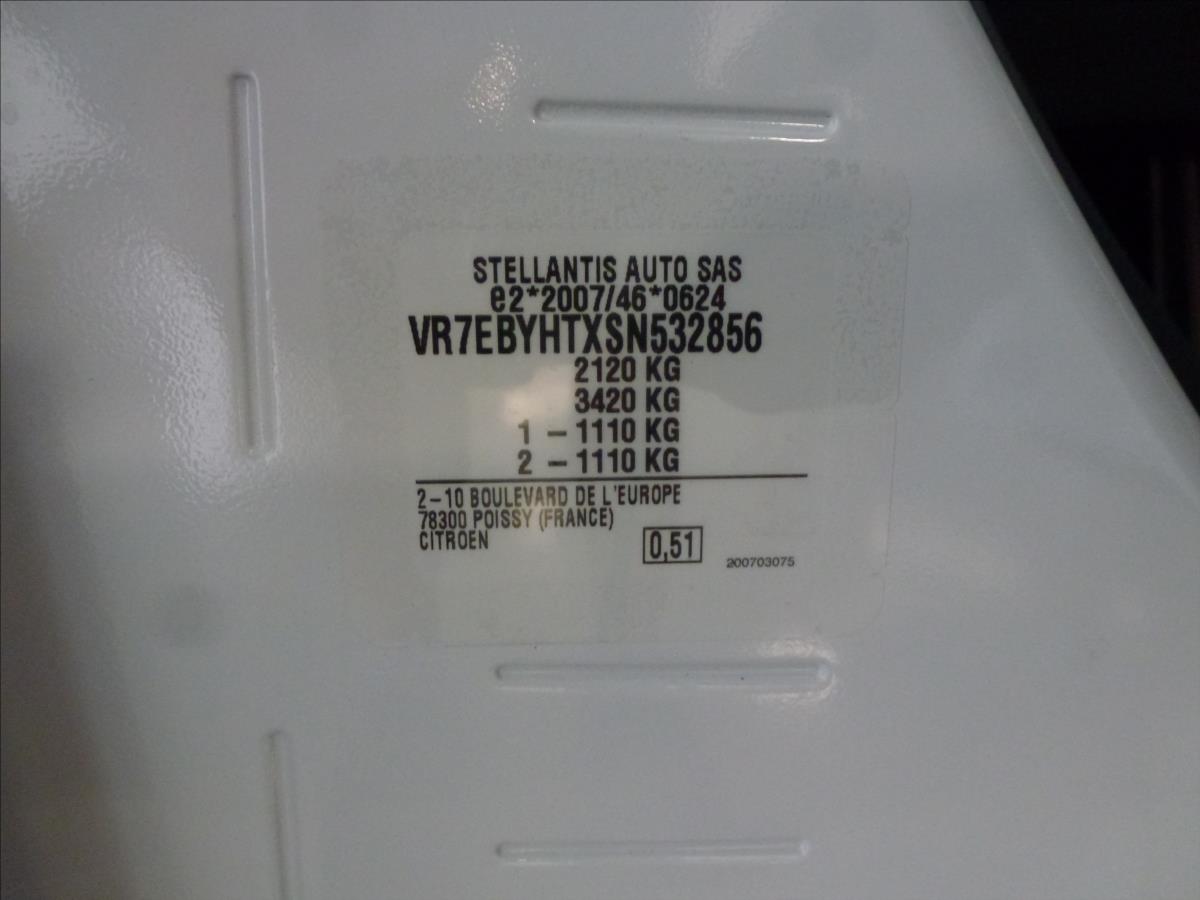 STELLANTIS AUTO SAS
e2*2007/46*0624
VR7EBYHTXSN532856
2120 KG
3420 KG
1 – 1110 KG
2 – 1110 KG
2–10 BOULEVARD DE L'EUROPE
78300 POISSY (FRANCE)
CITROEN
0,51
200703075